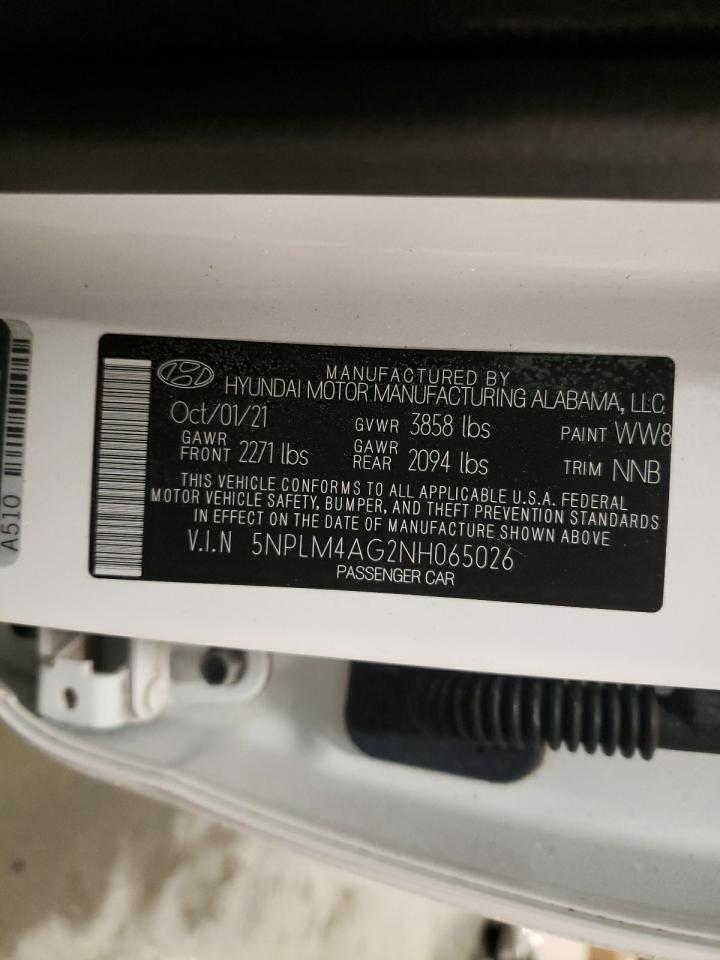 MANUFACTURED BY
HYUNDAI MOTOR MANUFACTURING ALABAMA, LLC.
Oct/01/21 GVWR 3858 lbs PAINT WW8
GAWR FRONT 2271 lbs GAWR REAR 2094 lbs TRIM NNB
THIS VEHICLE CONFORMS TO ALL APPLICABLE U.S.A. FEDERAL
MOTOR VEHICLE SAFETY, BUMPER, AND THEFT PREVENTION STANDARDS
IN EFFECT ON THE DATE OF MANUFACTURE SHOWN ABOVE
V.I.N 5NPLM4AG2NH065026
PASSENGER CAR
A510